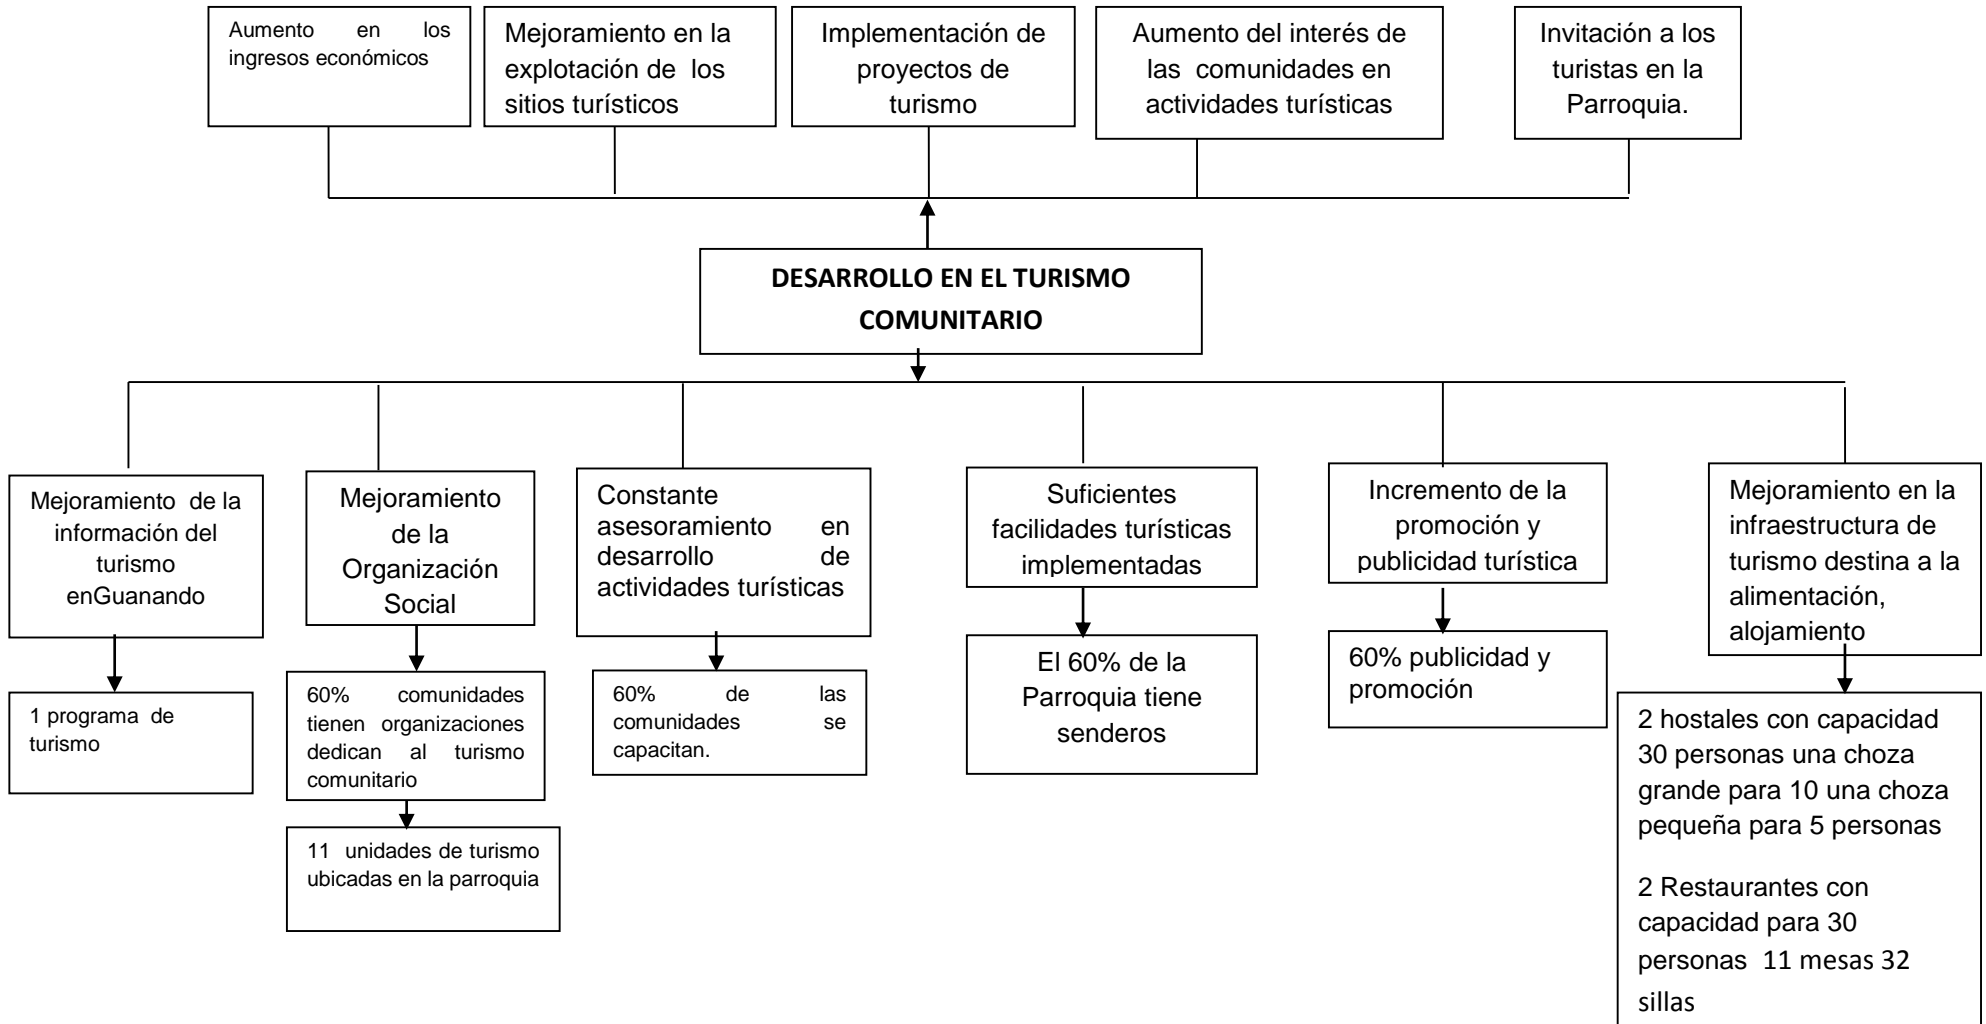 Aumento en los
ingresos económicos
Mejoramiento en la
explotación de los
sitios turísticos
Implementación de
proyectos de
turismo
Aumento del interés de
las comunidades en
actividades turísticas
Invitación a los
turistas en la
Parroquia.
DESARROLLO EN EL TURISMO
COMUNITARIO
Mejoramiento de la
información del
turismo
enGuanando
Mejoramiento
de la
Organización
Social
Constante
asesoramiento en
desarrollo de
actividades turísticas
Suficientes
facilidades turísticas
implementadas
Incremento de la
promoción y
publicidad turística
Mejoramiento en la
infraestructura de
turismo destina a la
alimentación,
alojamiento
1 programa de
turismo
60% comunidades
tienen organizaciones
dedican al turismo
comunitario
60% de las
comunidades se
capacitan.
El 60% de la
Parroquia tiene
senderos
60% publicidad y
promoción
2 hostales con capacidad
30 personas una choza
grande para 10 una choza
pequeña para 5 personas
2 Restaurantes con
capacidad para 30
personas 11 mesas 32
sillas
11 unidades de turismo
ubicadas en la parroquia